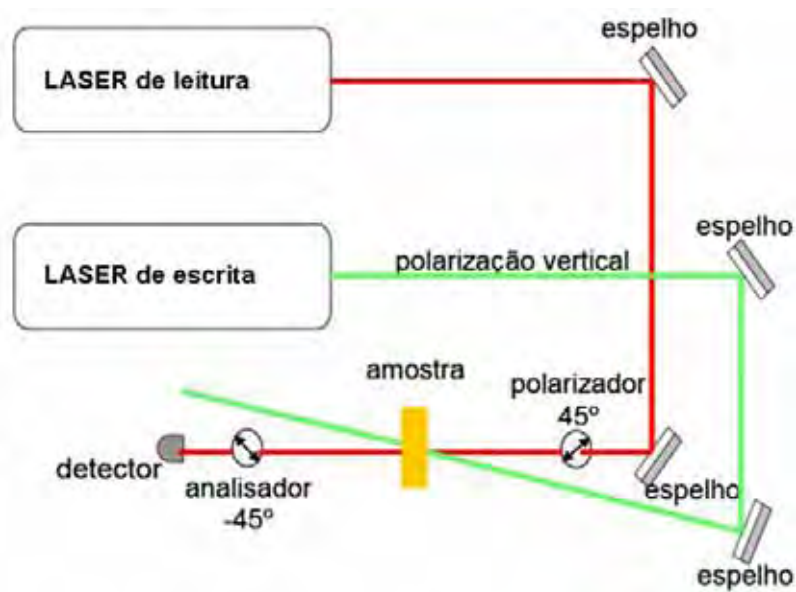 espelho
LASER de leitura
espelho
polarização vertical
LASER de escrita
amostra
polarizador
45º
detector
analisador
-45º
espelho
espelho